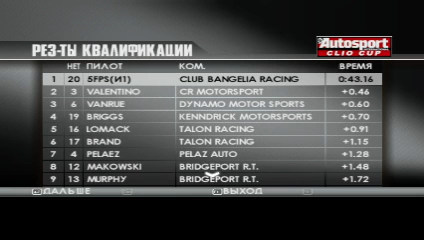 Autosport
CLIO CUP
РЕЗ-ТЫ КВАЛИФИКАЦИИ
НЕТ ПИЛОТ КОМ. ВРЕМЯ
1 20 5FPS(И1) CLUB BANGELIA RACING 0:43.16
2 3 VALENTINO CR MOTORSPORT +0.46
3 6 VANRUE DYNAMO MOTOR SPORTS +0.60
4 19 BRIGGS KENNDRICK MOTORSPORTS +0.70
5 16 LOMACK TALON RACING +0.91
6 17 BRAND TALON RACING +1.15
7 4 PELAEZ PELAZ AUTO +1.28
8 12 MAKOWSKI BRIDGEPORT R.T. +1.48
9 13 MURPHY BRIDGEPORT R.T. +1.72
ДАЛЬШЕ ВЫХОД